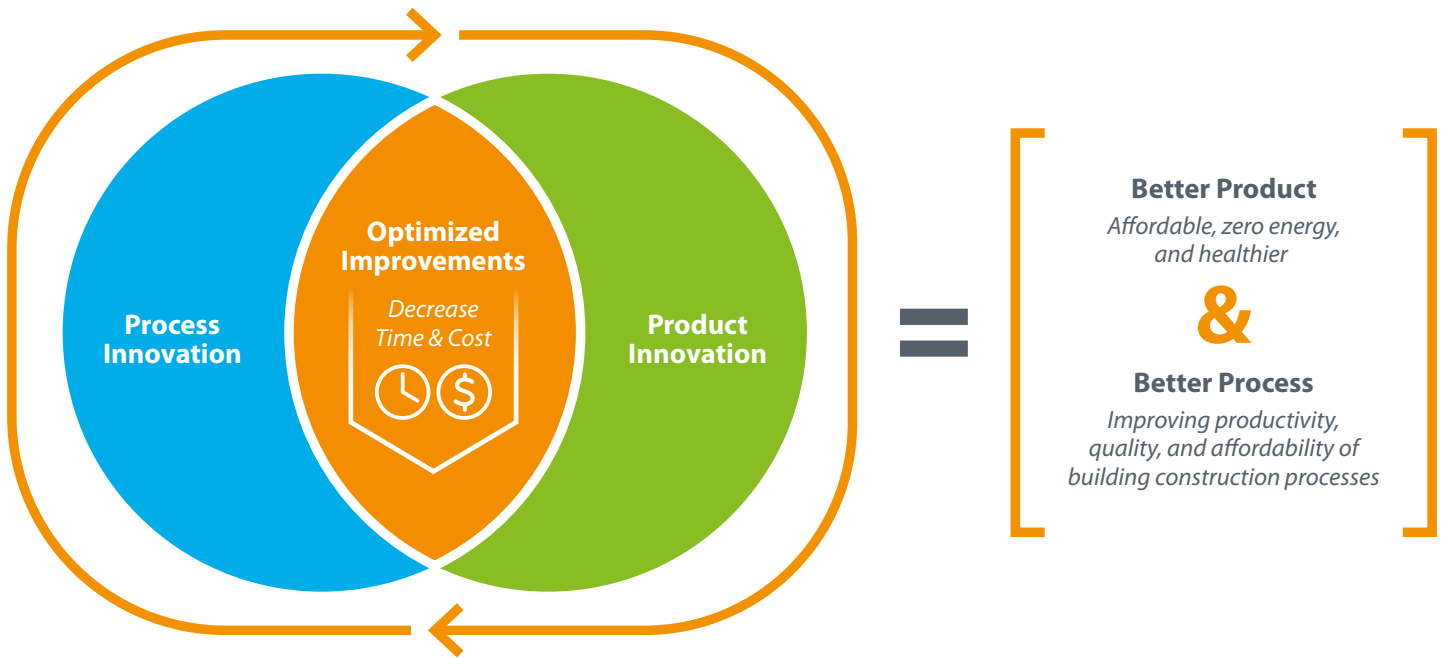 Process
Innovation
Optimized
Improvements
Decrease
Time & Cost
$
Product
Innovation
=
Better Product
Affordable, zero energy,
and healthier
&
Better Process
Improving productivity,
quality, and affordability of
building construction processes